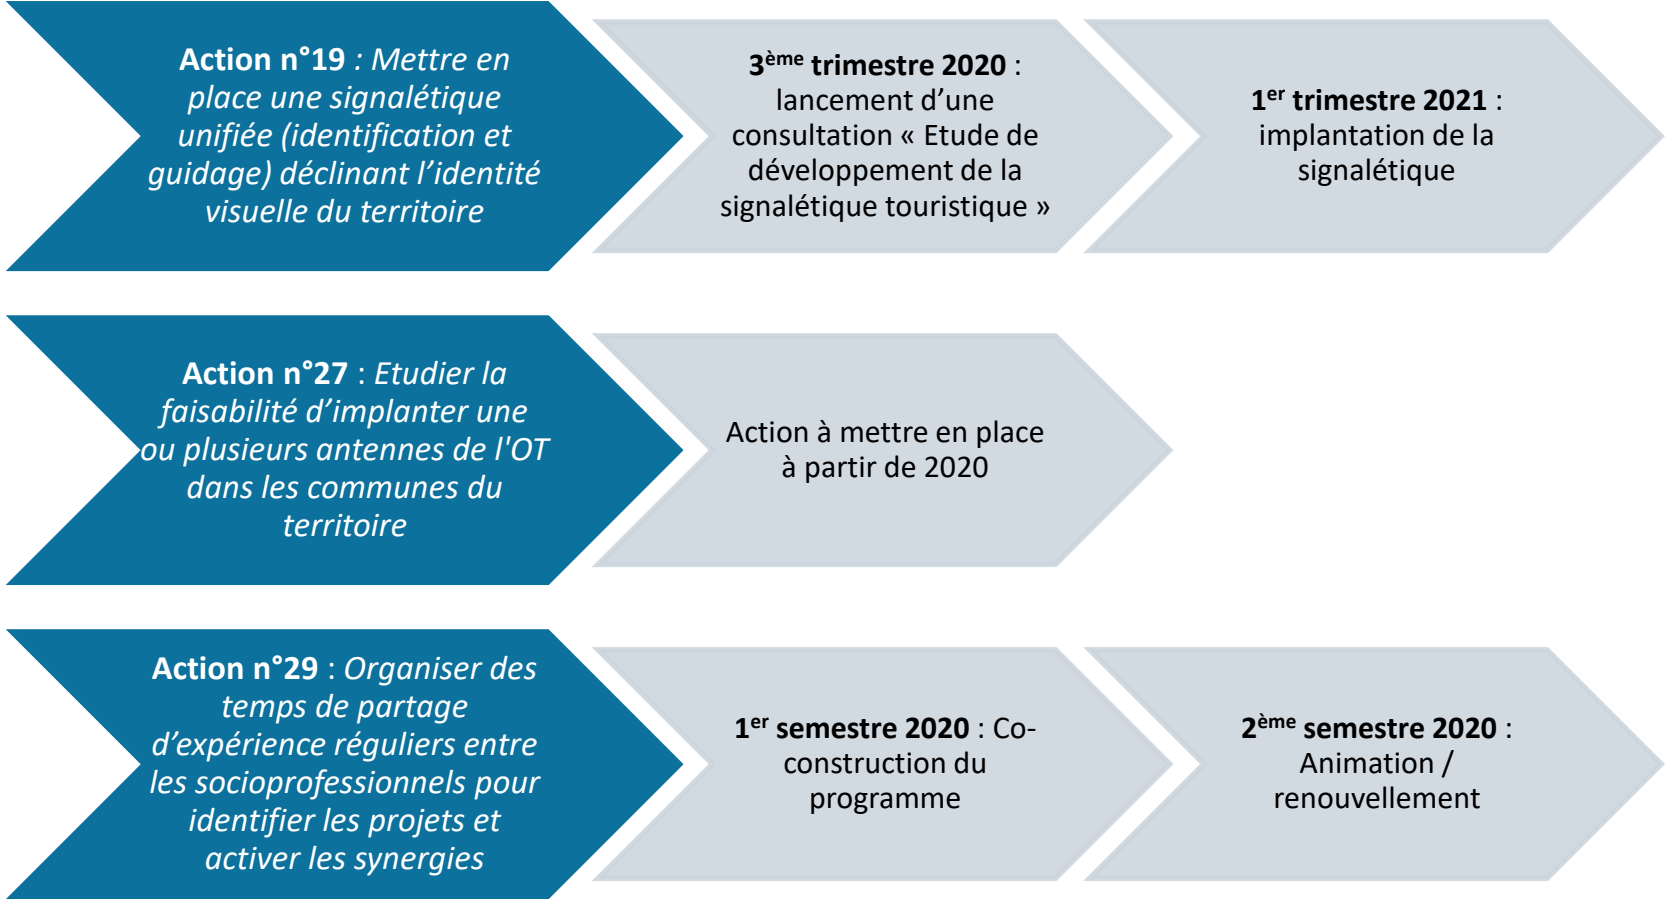 Action n°19 : Mettre en
place une signalétique
unifiée (identification et
guidage) déclinant l’identité
visuelle du territoire
3ème trimestre 2020 :
lancement d’une
consultation « Etude de
développement de la
signalétique touristique »
1er trimestre 2021 :
implantation de la
signalétique
Action n°27 : Etudier la
faisabilité d’implanter une
ou plusieurs antennes de l'OT
dans les communes du
territoire
Action à mettre en place
à partir de 2020
Action n°29 : Organiser des
temps de partage
d’expérience réguliers entre
les socioprofessionnels pour
identifier les projets et
activer les synergies
1er semestre 2020 : Co-
construction du
programme
2ème semestre 2020 :
Animation /
renouvellement